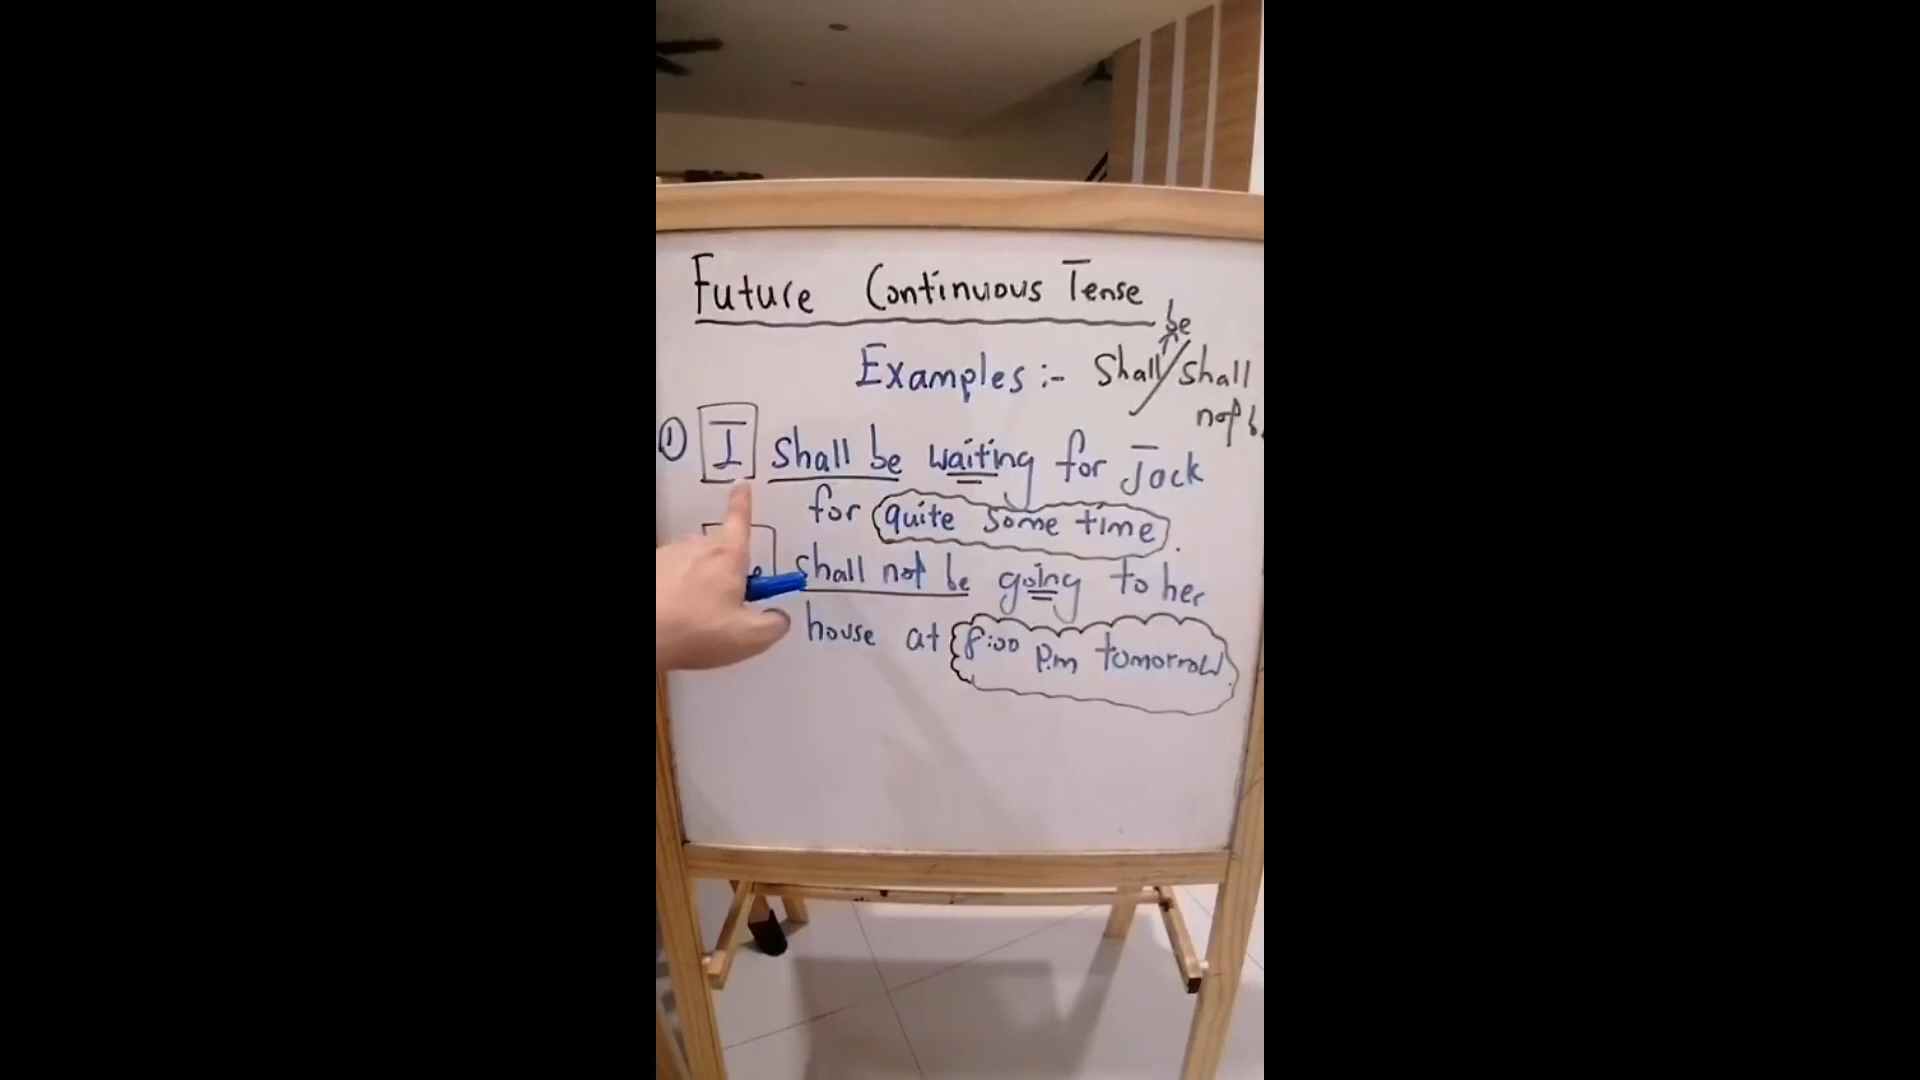 Future Continuous Tense
be
Examples :- Shall / shall
not
① I shall be waiting for Jack
for quite some time.
shall not be going to her
house at 8:00 P.m tomorrow.